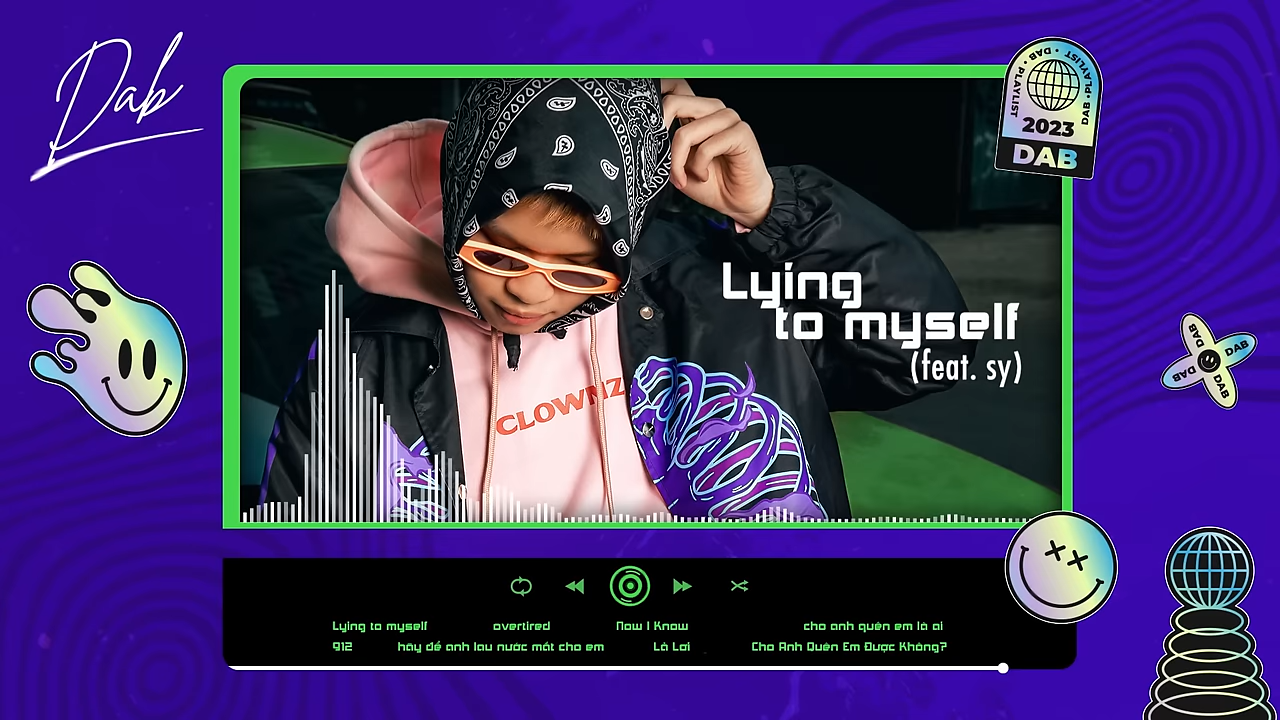 Dab
PLAYLIST • DAB • PLAYLIST •
DAB •
2023
DAB
Lying
to myself
(feat. sy)
CLOWNZ
DAB
DAB
DAB
DAB
Lying to myself overtired Now I Know cho anh quên em là ai
912 hãy để anh lau nước mắt cho em Là Lơi Cho Anh Quên Em Được Không?